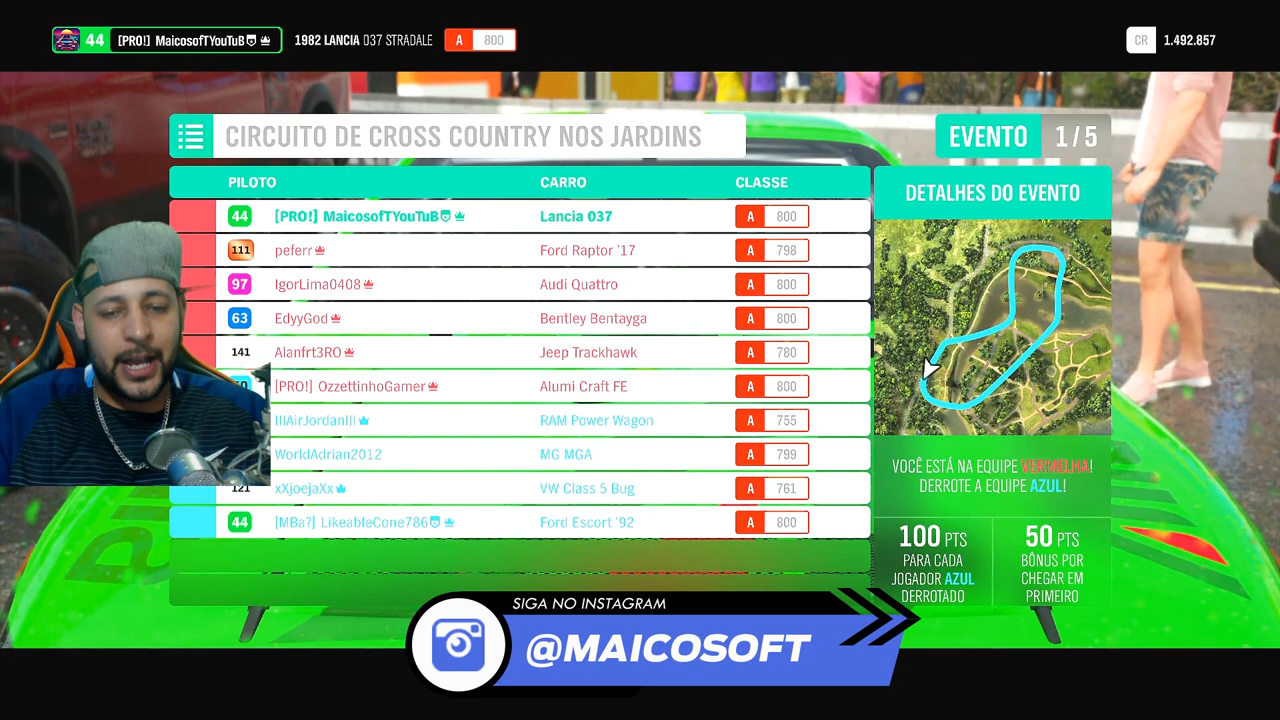 44 [PRO!] MaicosofTYouTuB 1982 LANCIA 037 STRADALE A 800 CR 1.492.857
CIRCUITO DE CROSS COUNTRY NOS JARDINS EVENTO 1/5
PILOTO CARRO CLASSE
44 [PRO!] MaicosofTYouTuB Lancia 037 A 800
111 peferr Ford Raptor '17 A 798
97 IgorLima0408 Audi Quattro A 800
63 EdyyGod Bentley Bentayga A 800
141 Alanfrt3RO Jeep Trackhawk A 780
[PRO!] OzzettinhoGamer Alumi Craft FE A 800
IIIAirJordanIII RAM Power Wagon A 755
WorldAdrian2012 MG MGA A 799
121 xXjoejaXx VW Class 5 Bug A 761
44 [MBa?] LikeableCone786 Ford Escort '92 A 800
DETALHES DO EVENTO
VOCÊ ESTÁ NA EQUIPE VERMELHA!
DERROTE A EQUIPE AZUL!
100 PTS
PARA CADA
JOGADOR AZUL
DERROTADO
50 PTS
BÔNUS POR
CHEGAR EM
PRIMEIRO
SIGA NO INSTAGRAM
@MAICOSOFT